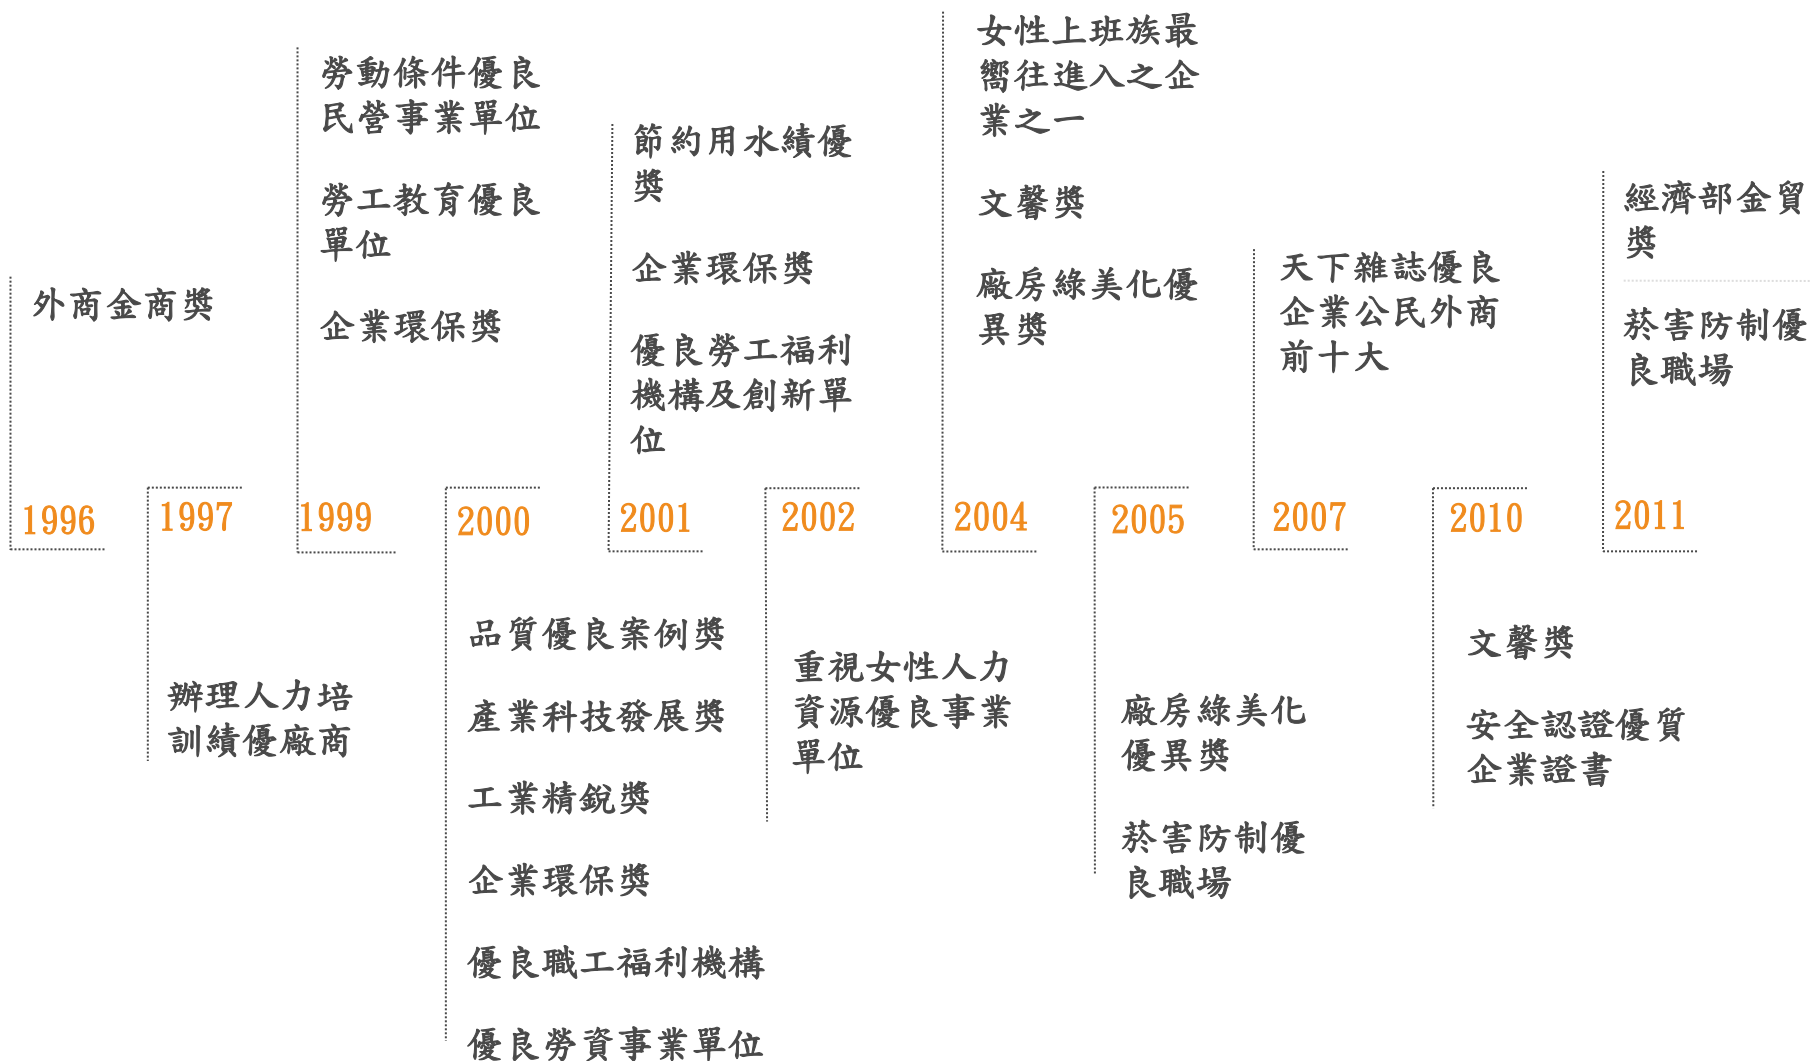 外商金商獎
1996
1997
辦理人力培
訓績優廠商
勞動條件優良
民營事業單位
勞工教育優良
單位
企業環保獎
1999
2000
品質優良案例獎
產業科技發展獎
工業精銳獎
企業環保獎
優良職工福利機構
優良勞資事業單位
節約用水績優
獎
企業環保獎
優良勞工福利
機構及創新單
位
2001
2002
重視女性人力
資源優良事業
單位
女性上班族最
嚮往進入之企
業之一
文馨獎
廠房綠美化優
異獎
2004
2005
廠房綠美化
優異獎
菸害防制優
良職場
天下雜誌優良
企業公民外商
前十大
2007
2010
文馨獎
安全認證優質
企業證書
經濟部金貿
獎
菸害防制優
良職場
2011